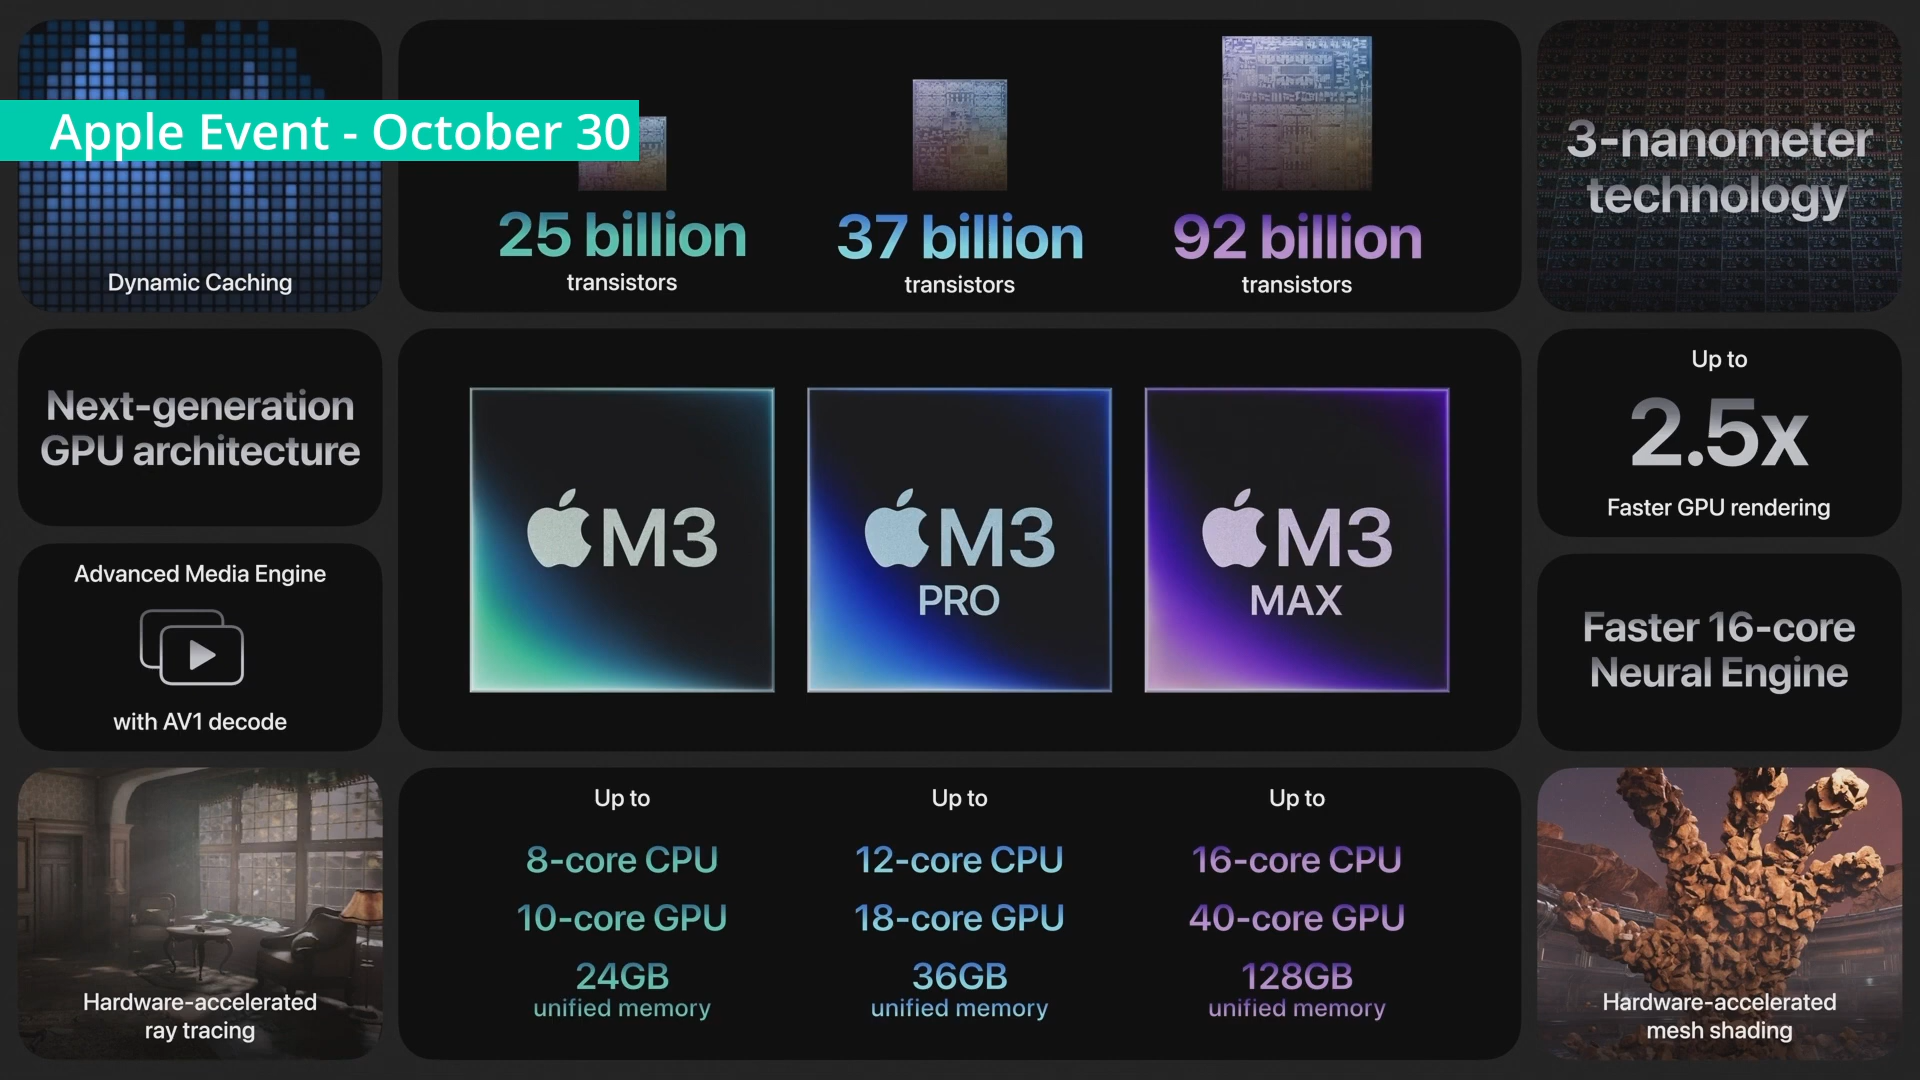 Apple Event - October 30
Dynamic Caching
25 billion
transistors
37 billion
transistors
92 billion
transistors
3-nanometer
technology
Next-generation
GPU architecture
M3
M3
PRO
M3
MAX
Up to
2.5x
Faster GPU rendering
Advanced Media Engine
with AV1 decode
Faster 16-core
Neural Engine
Hardware-accelerated
ray tracing
Up to
8-core CPU
10-core GPU
24GB
unified memory
Up to
12-core CPU
18-core GPU
36GB
unified memory
Up to
16-core CPU
40-core GPU
128GB
unified memory
Hardware-accelerated
mesh shading